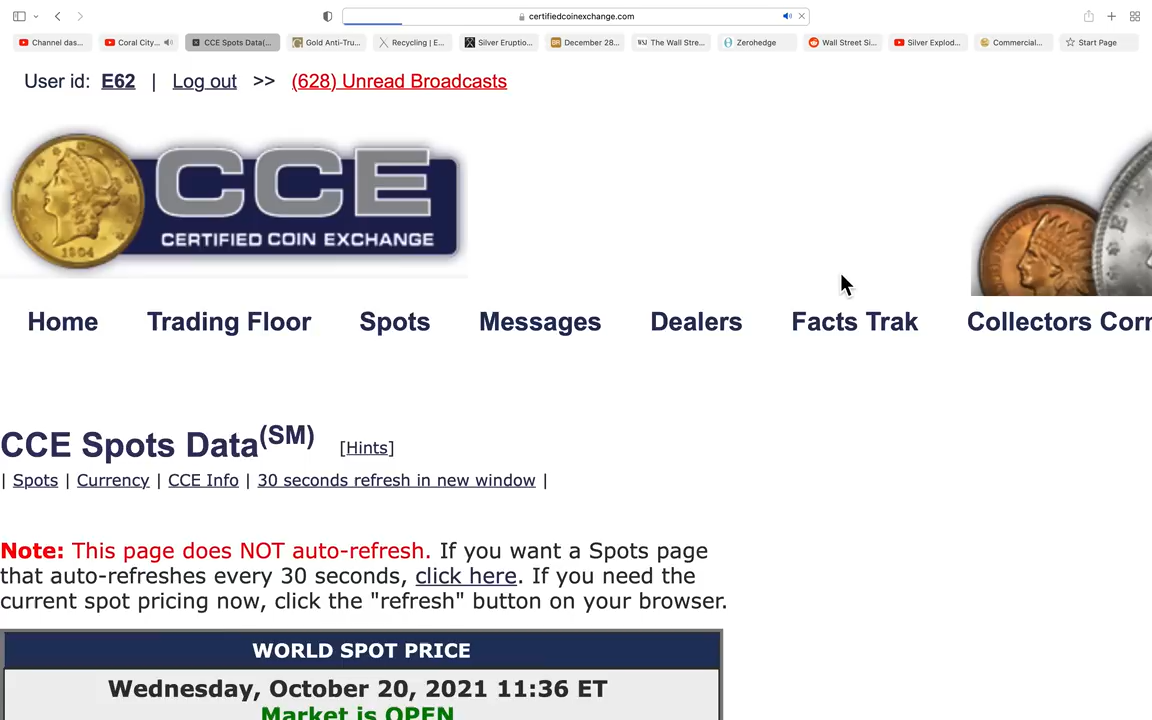 certifiedcoinexchange.com
Channel das...
Coral City...
CCE Spots Data(...
Gold Anti-Tru...
Recycling | E...
Silver Eruptio...
December 28...
The Wall Stre...
Zerohedge
Wall Street Si...
Silver Explod...
Commercial...
Start Page
User id: E62 | Log out >> (628) Unread Broadcasts
CCE
CERTIFIED COIN EXCHANGE
1904
Home Trading Floor Spots Messages Dealers Facts Trak Collectors Corr
CCE Spots Data(SM) [Hints]
| Spots | Currency | CCE Info | 30 seconds refresh in new window |
Note: This page does NOT auto-refresh. If you want a Spots page
that auto-refreshes every 30 seconds, click here. If you need the
current spot pricing now, click the "refresh" button on your browser.
WORLD SPOT PRICE
Wednesday, October 20, 2021 11:36 ET
Market is OPEN